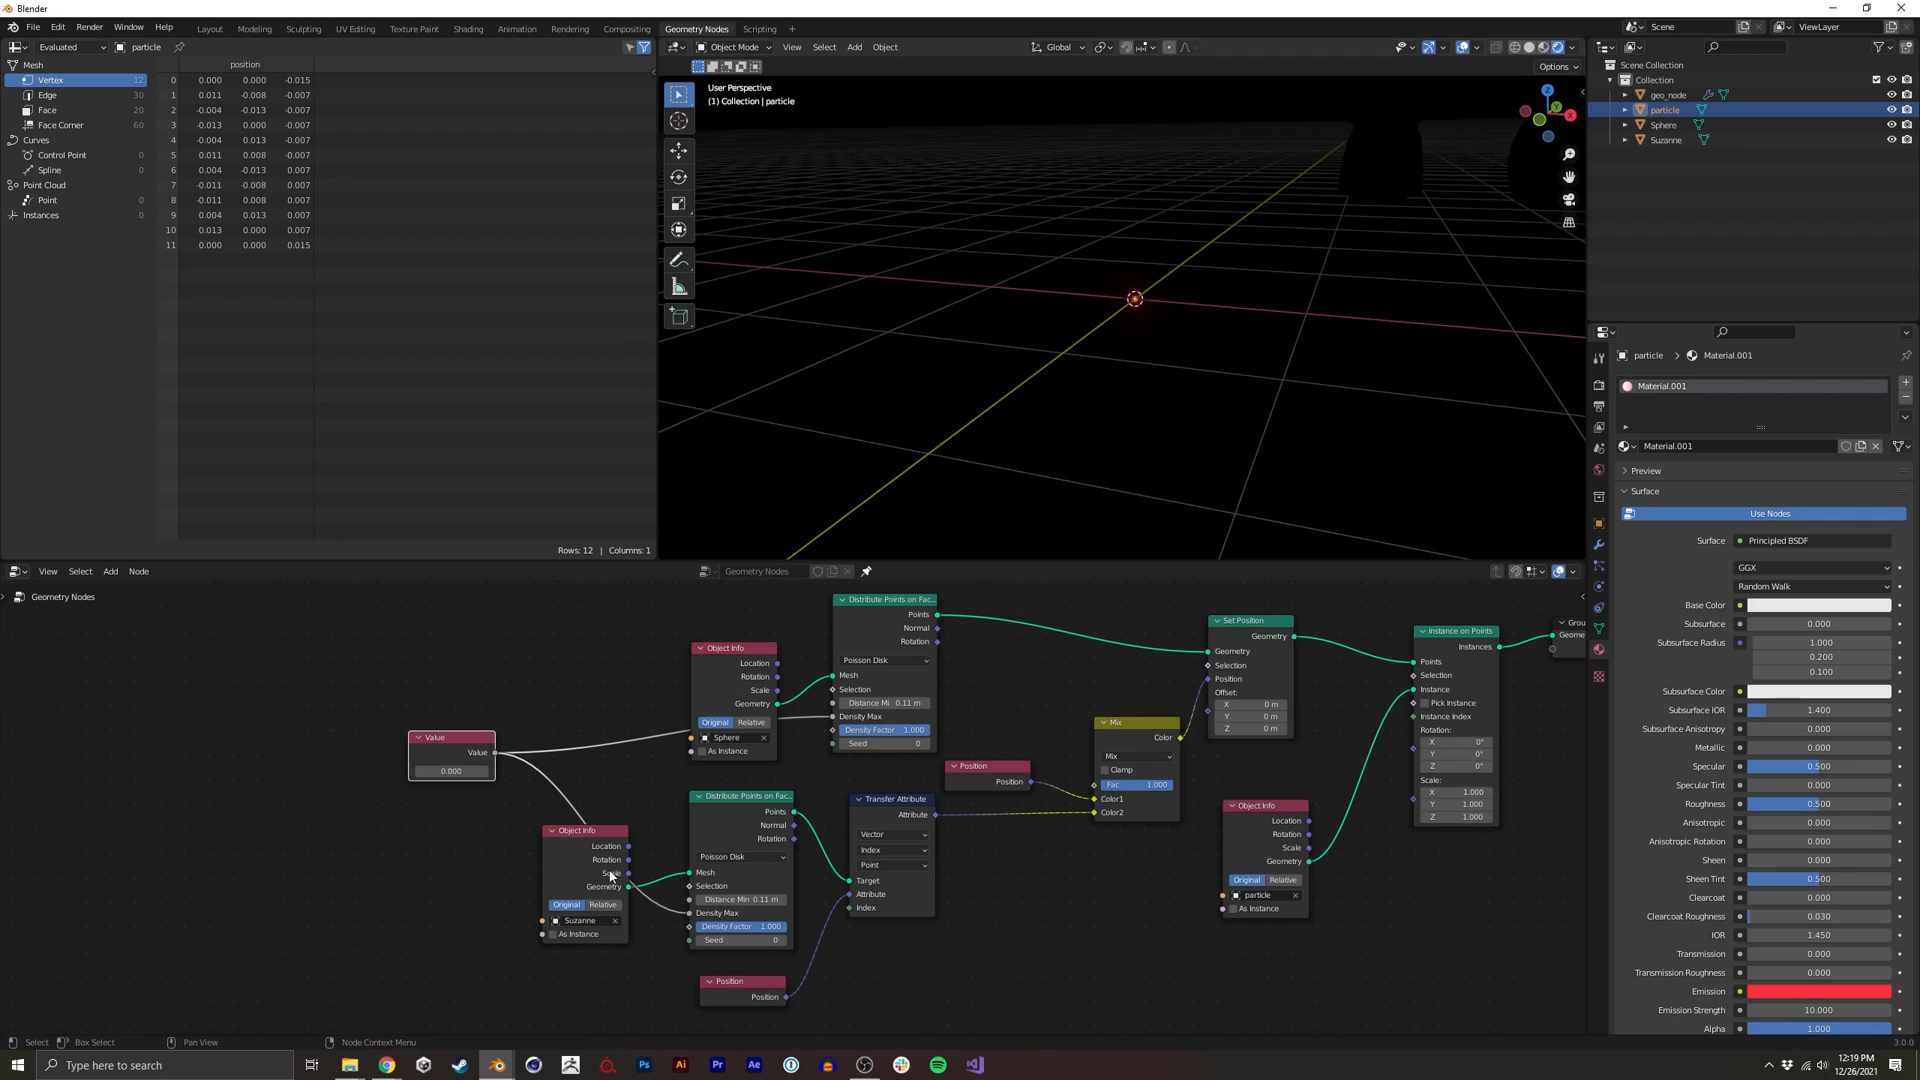 Blender
File Edit Render Window Help Layout Modeling Sculpting UV Editing Texture Paint Shading Animation Rendering Compositing Geometry Nodes Scripting + Scene ViewLayer
Evaluated particle
Object Mode View Select Add Object Global
Options
position
Mesh
Vertex 12
Edge 30
Face 20
Face Corner 60
Curves
Control Point 0
Spline 0
Point Cloud
Point 0
Instances 0
0 0.000 0.000 -0.015
1 0.011 -0.008 -0.007
2 -0.004 -0.013 -0.007
3 -0.013 0.000 -0.007
4 -0.004 0.013 -0.007
5 0.011 0.008 -0.007
6 0.004 -0.013 0.007
7 -0.011 -0.008 0.007
8 -0.011 0.008 0.007
9 0.004 0.013 0.007
10 0.013 0.000 0.007
11 0.000 0.000 0.015
Rows: 12 | Columns: 1
User Perspective
(1) Collection | particle
Z
Y
X
Scene Collection
Collection
geo_node
particle
Sphere
Suzanne
particle > Material.001
Material.001
Material.001
Preview
Surface
Use Nodes
Surface Principled BSDF
GGX
Random Walk
Base Color
Subsurface 0.000
Subsurface Radius 1.000
0.200
0.100
Subsurface Color
Subsurface IOR 1.400
Subsurface Anisotropy 0.000
Metallic 0.000
Specular 0.500
Specular Tint 0.000
Roughness 0.500
Anisotropic 0.000
Anisotropic Rotation 0.000
Sheen 0.000
Sheen Tint 0.500
Clearcoat 0.000
Clearcoat Roughness 0.030
IOR 1.450
Transmission 0.000
Transmission Roughness 0.000
Emission
Emission Strength 10.000
Alpha 1.000
View Select Add Node Geometry Nodes
Geometry Nodes
Value
Value
0.000
Object Info
Location
Rotation
Scale
Geometry
Original Relative
Sphere
As Instance
Distribute Points on Fac...
Points
Normal
Rotation
Poisson Disk
Mesh
Selection
Distance Mi 0.11 m
Density Max
Density Factor 1.000
Seed 0
Object Info
Location
Rotation
Scale
Geometry
Original Relative
Suzanne
As Instance
Distribute Points on Fac...
Points
Normal
Rotation
Poisson Disk
Mesh
Selection
Distance Min 0.11 m
Density Max
Density Factor 1.000
Seed 0
Position
Position
Transfer Attribute
Attribute
Vector
Index
Point
Target
Attribute
Index
Position
Position
Mix
Color
Mix
Clamp
Fac 1.000
Color1
Color2
Set Position
Geometry
Geometry
Selection
Position
Offset:
X 0 m
Y 0 m
Z 0 m
Object Info
Location
Rotation
Scale
Geometry
Original Relative
particle
As Instance
Instance on Points
Instances
Points
Selection
Instance
Pick Instance
Instance Index
Rotation:
X 0°
Y 0°
Z 0°
Scale:
X 1.000
Y 1.000
Z 1.000
Grou
Geome
Select Box Select Pan View Node Context Menu 3.0.0
Type here to search
Ps Ai Pr Ae
12:19 PM
12/26/2021